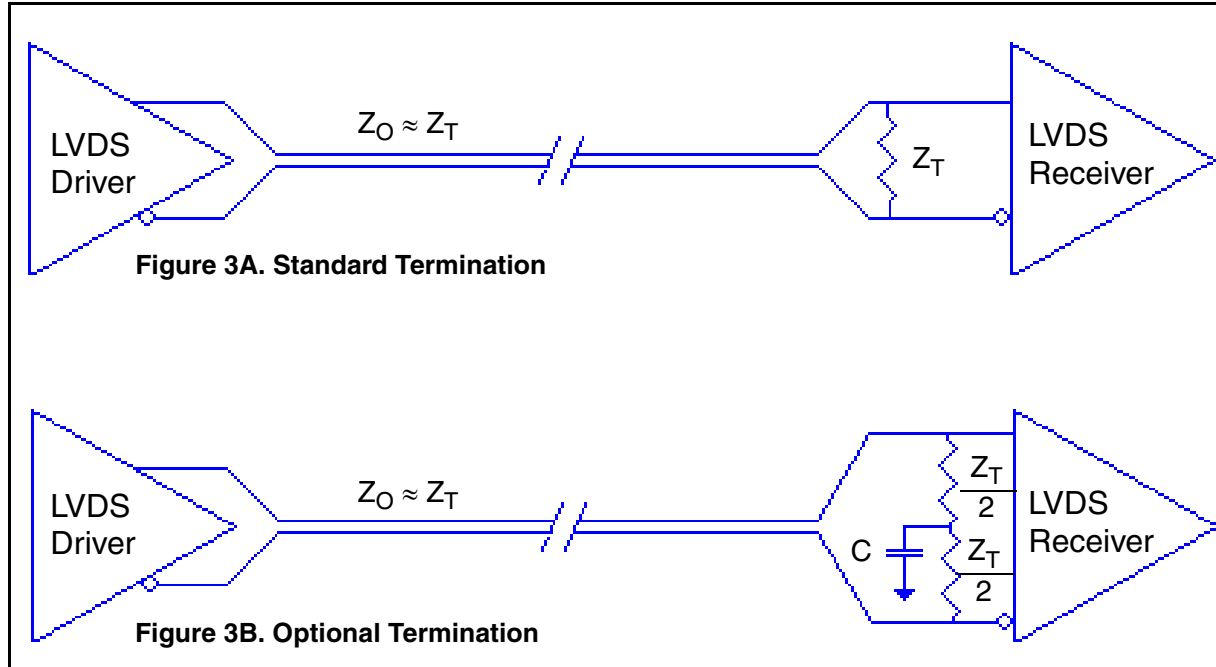 LVDS
Driver
Z_O ≈ Z_T
Z_T
LVDS
Receiver
Figure 3A. Standard Termination
LVDS
Driver
Z_O ≈ Z_T
C
Z_T
2
Z_T
2
LVDS
Receiver
Figure 3B. Optional Termination